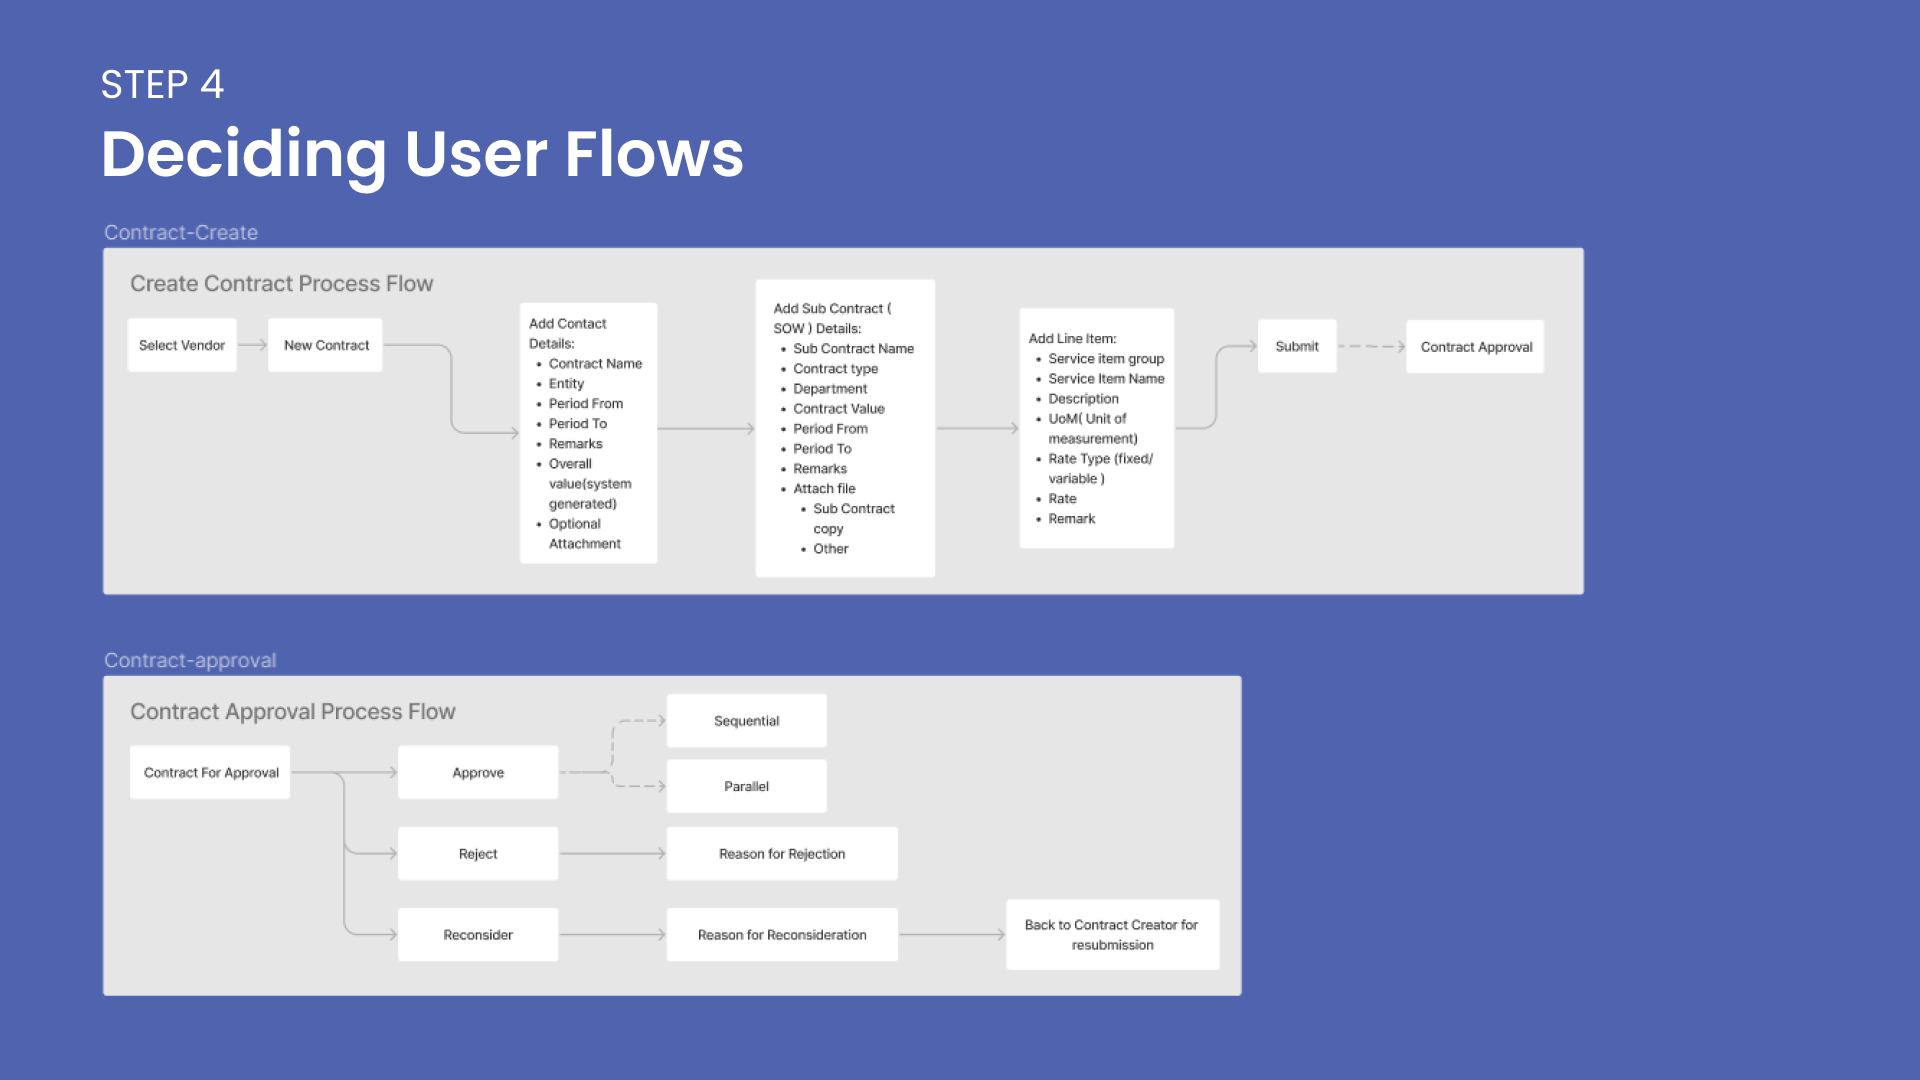 STEP 4
Deciding User Flows
Contract-Create
Create Contract Process Flow
Select Vendor
New Contract
Add Contact
Details:
• Contract Name
• Entity
• Period From
• Period To
• Remarks
• Overall
value(system
generated)
• Optional
Attachment
Add Sub Contract (
SOW ) Details:
• Sub Contract Name
• Contract type
• Department
• Contract Value
• Period From
• Period To
• Remarks
• Attach file
• Sub Contract
copy
• Other
Add Line Item:
• Service item group
• Service Item Name
• Description
• UoM( Unit of
measurement)
• Rate Type (fixed/
variable )
• Rate
• Remark
Submit
Contract Approval
Contract-approval
Contract Approval Process Flow
Contract For Approval
Approve
Sequential
Parallel
Reject
Reason for Rejection
Reconsider
Reason for Reconsideration
Back to Contract Creator for
resubmission